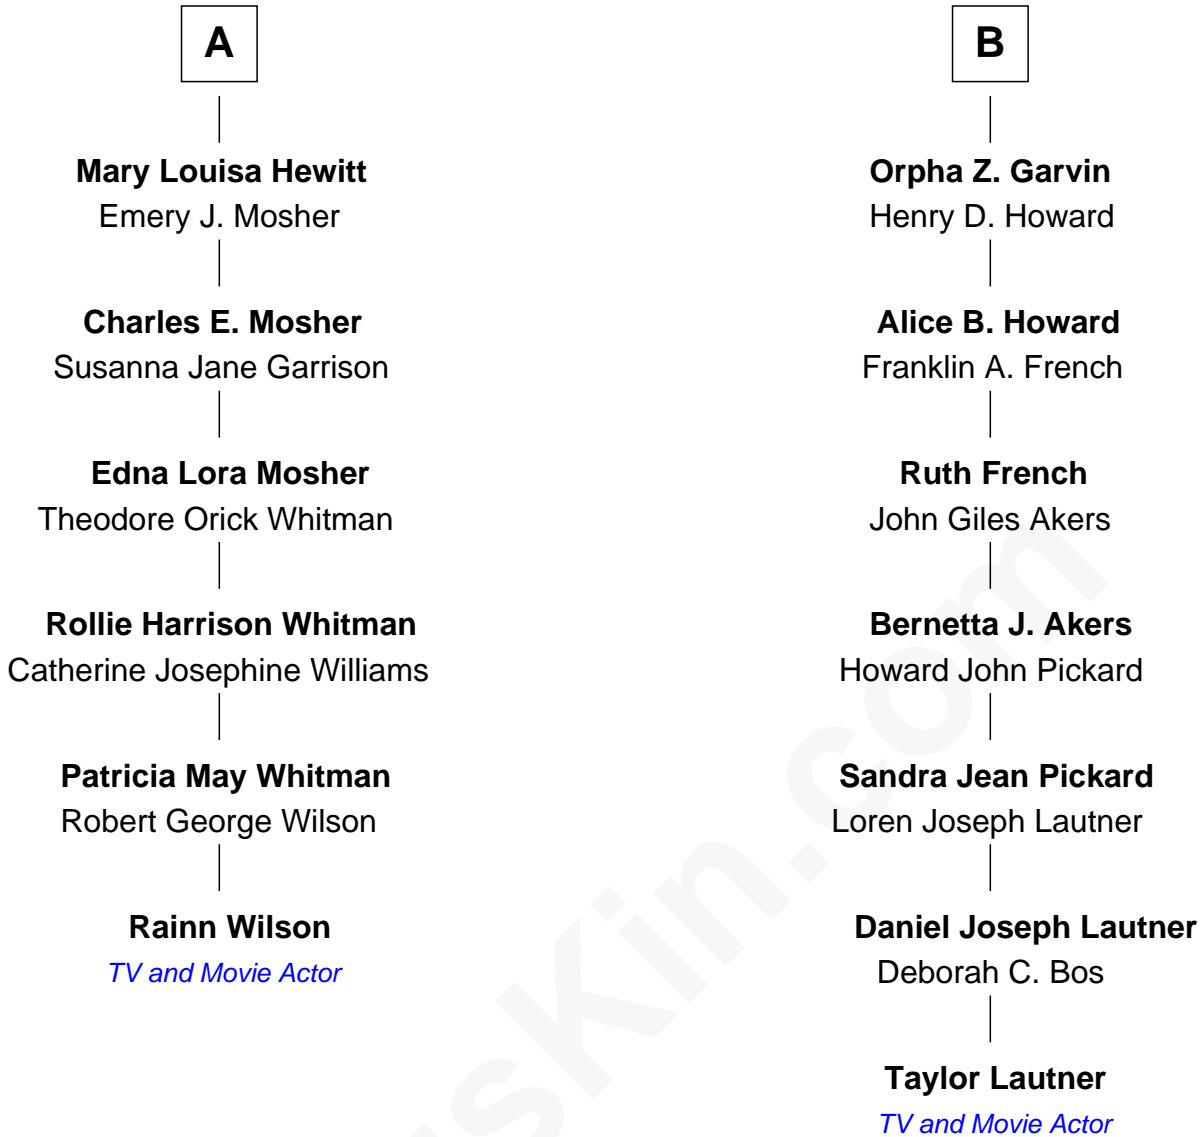 A
Mary Louisa Hewitt
Emery J. Mosher
Charles E. Mosher
Susanna Jane Garrison
Edna Lora Mosher
Theodore Orick Whitman
Rollie Harrison Whitman
Catherine Josephine Williams
Patricia May Whitman
Robert George Wilson
Rainn Wilson
TV and Movie Actor
B
Orpha Z. Garvin
Henry D. Howard
Alice B. Howard
Franklin A. French
Ruth French
John Giles Akers
Bernetta J. Akers
Howard John Pickard
Sandra Jean Pickard
Loren Joseph Lautner
Daniel Joseph Lautner
Deborah C. Bos
Taylor Lautner
TV and Movie Actor
sKin.com